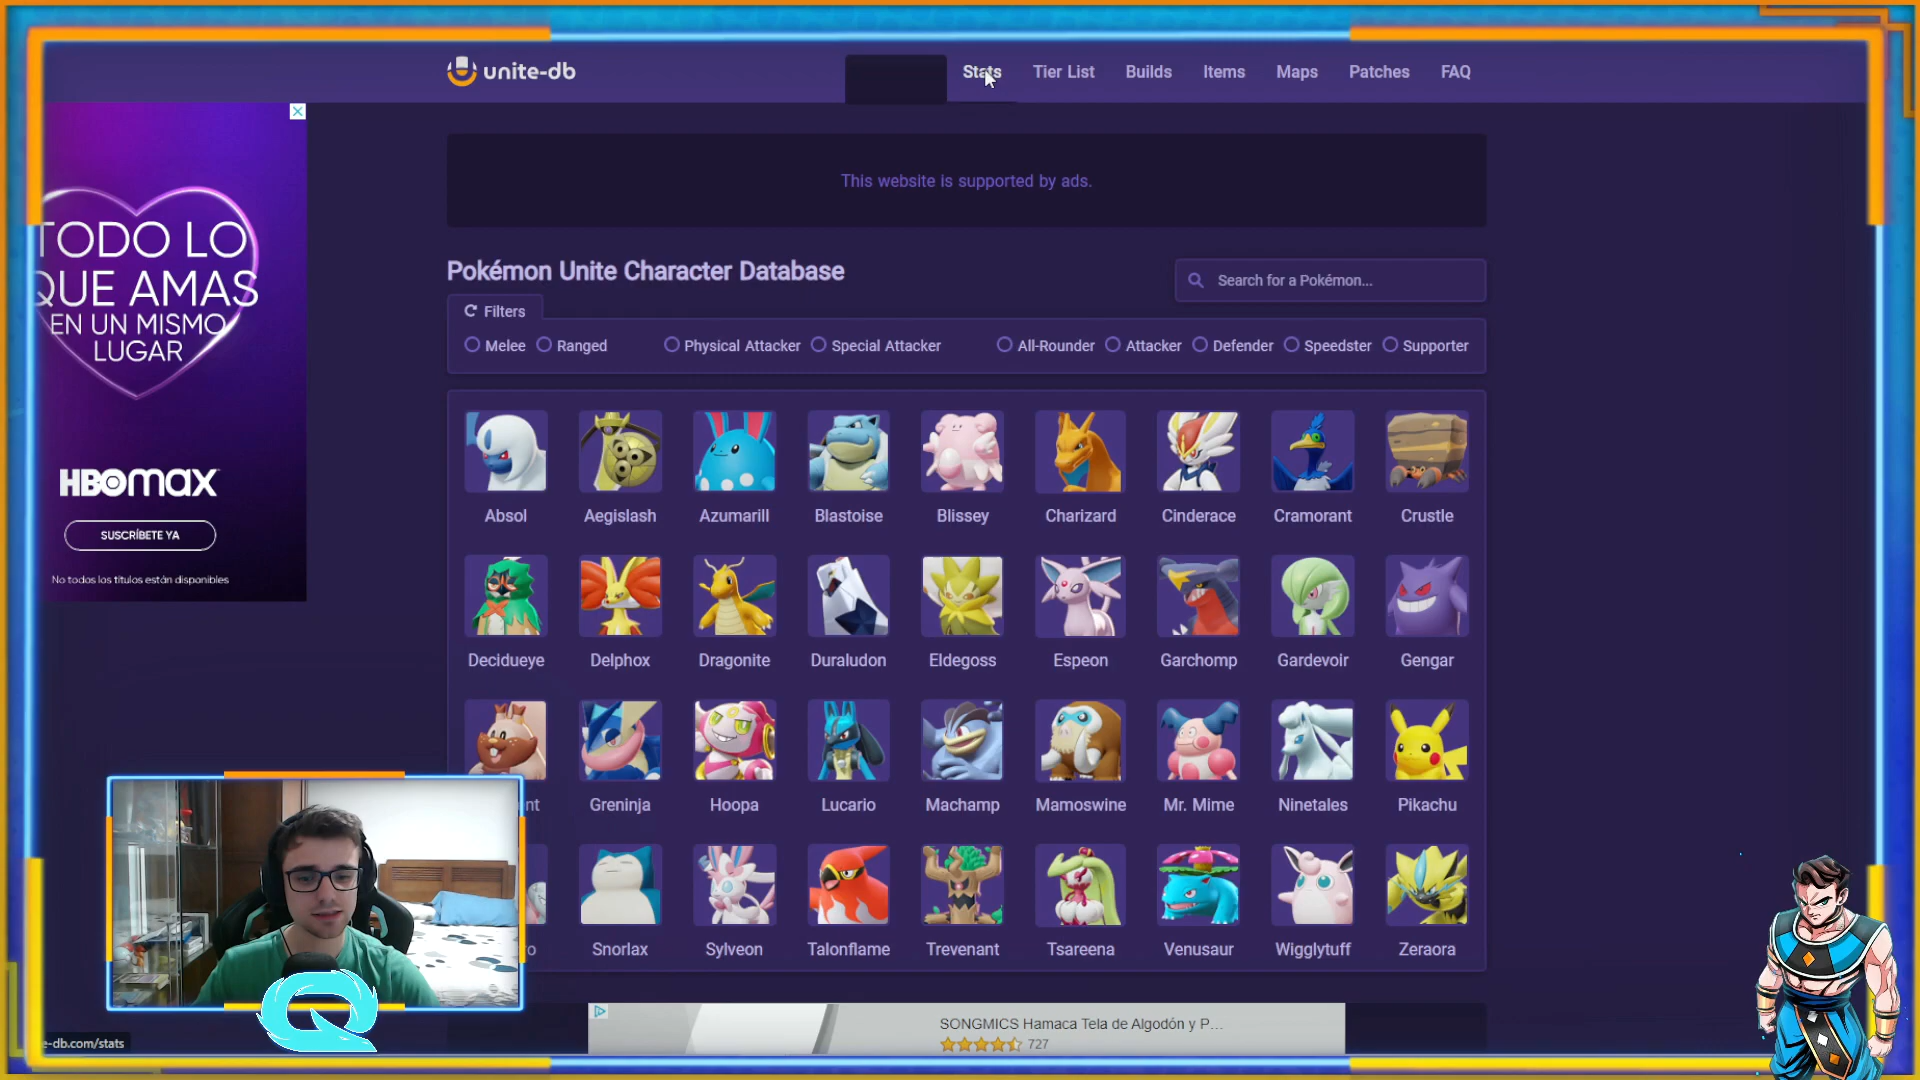 unite-db
Stats
Tier List
Builds
Items
Maps
Patches
FAQ
This website is supported by ads.
TODO LO
QUE AMAS
EN UN MISMO
LUGAR
HBOMAX
SUSCRÍBETE YA
No todos los títulos están disponibles
Pokémon Unite Character Database
Search for a Pokémon...
Filters
Melee
Ranged
Physical Attacker
Special Attacker
All-Rounder
Attacker
Defender
Speedster
Supporter
Absol
Aegislash
Azumarill
Blastoise
Blissey
Charizard
Cinderace
Cramorant
Crustle
Decidueye
Delphox
Dragonite
Duraludon
Eldegoss
Espeon
Garchomp
Gardevoir
Gengar
nt
Greninja
Hoopa
Lucario
Machamp
Mamoswine
Mr. Mime
Ninetales
Pikachu
o
Snorlax
Sylveon
Talonflame
Trevenant
Tsareena
Venusaur
Wigglytuff
Zeraora
SONGMICS Hamaca Tela de Algodón y P...
727
e-db.com/stats